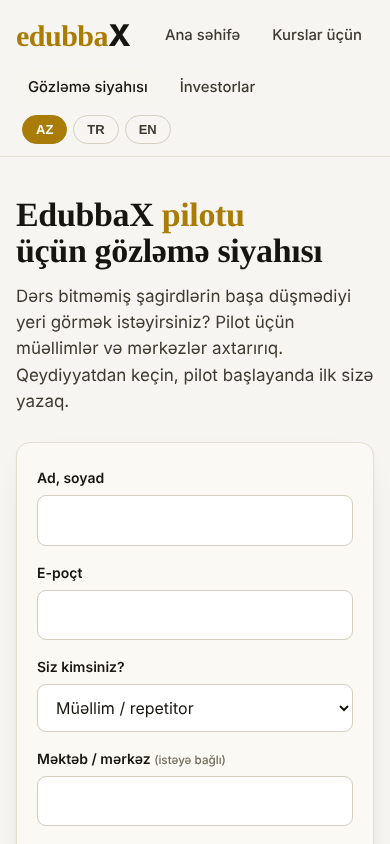 edubbaX Ana səhifə Kurslar üçün
Gözləmə siyahısı İnvestorlar
AZ TR EN
EdubbaX pilotu
üçün gözləmə siyahısı
Dərs bitməmiş şagirdlərin başa düşmədiyi
yeri görmək istəyirsiniz? Pilot üçün
müəllimlər və mərkəzlər axtarırıq.
Qeydiyyatdan keçin, pilot başlayanda ilk sizə
yazaq.
Ad, soyad
E-poçt
Siz kimsiniz?
Müəllim / repetitor
Məktəb / mərkəz (istəyə bağlı)